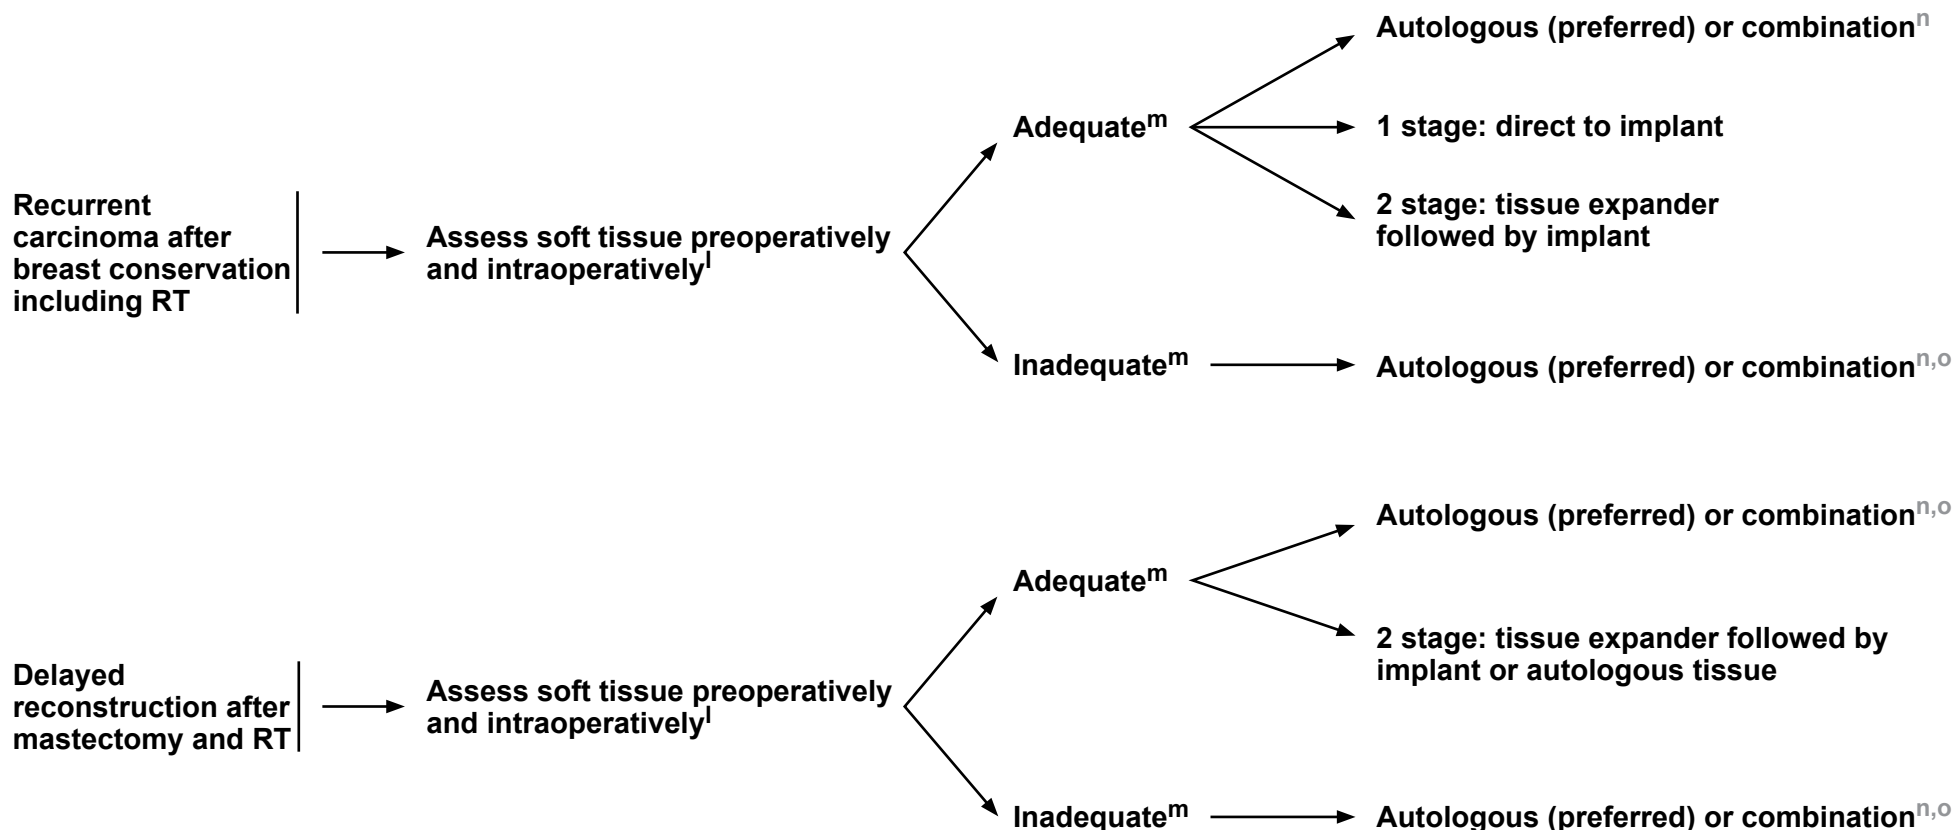 Recurrent
carcinoma after
breast conservation
including RT
Assess soft tissue preoperatively
and intraoperativelyl
Adequatem
Autologous (preferred) or combinationn
1 stage: direct to implant
2 stage: tissue expander
followed by implant
Inadequatem
Autologous (preferred) or combinationn,o
Delayed
reconstruction after
mastectomy and RT
Assess soft tissue preoperatively
and intraoperativelyl
Adequatem
Autologous (preferred) or combinationn,o
2 stage: tissue expander followed by
implant or autologous tissue
Inadequatem
Autologous (preferred) or combinationn,o